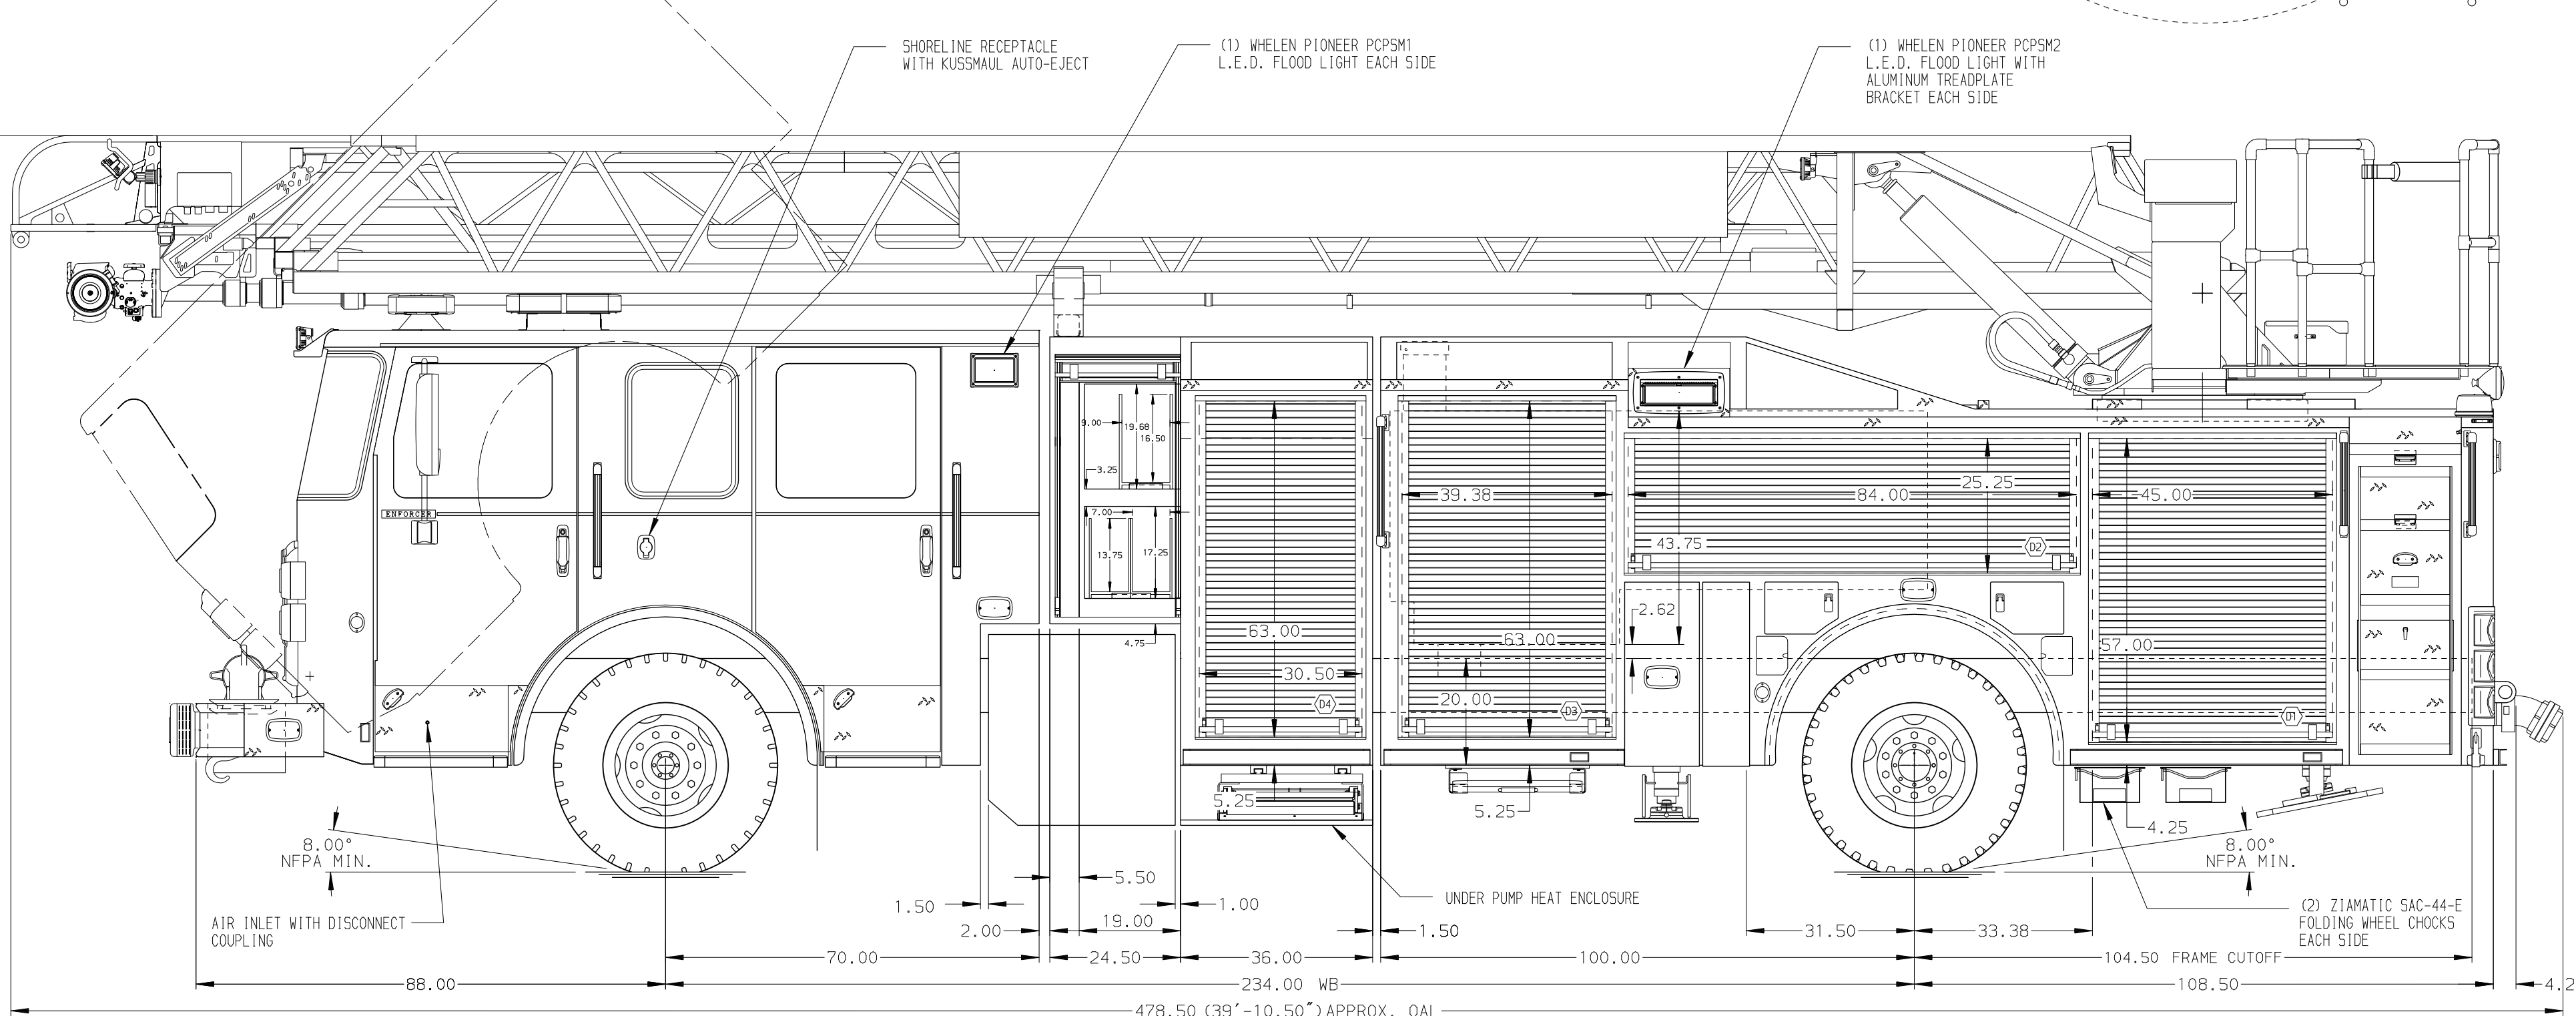 SHORELINE RECEPTACLE
WITH KUSSMAUL AUTO-EJECT
(1) WHELEN PIONEER PCPSM1
L.E.D. FLOOD LIGHT EACH SIDE
(1) WHELEN PIONEER PCPSM2
L.E.D. FLOOD LIGHT WITH
ALUMINUM TREADPLATE
BRACKET EACH SIDE
9.00
19.68
16.50
3.25
7.00
13.75
17.25
4.75
ENFORCER
39.38
84.00
25.25
45.00
43.75
D2
2.62
63.00
63.00
57.00
30.50
20.00
D4
D3
D1
5.25
5.25
4.25
8.00°
NFPA MIN.
8.00°
NFPA MIN.
5.50
UNDER PUMP HEAT ENCLOSURE
1.50
1.00
19.00
2.00
1.50
31.50
33.38
AIR INLET WITH DISCONNECT
COUPLING
(2) ZIAMATIC SAC-44-E
FOLDING WHEEL CHOCKS
EACH SIDE
70.00
24.50
36.00
100.00
104.50 FRAME CUTOFF
88.00
234.00 WB
108.50
4.2
478.50 (39'-10.50") APPROX. OAL